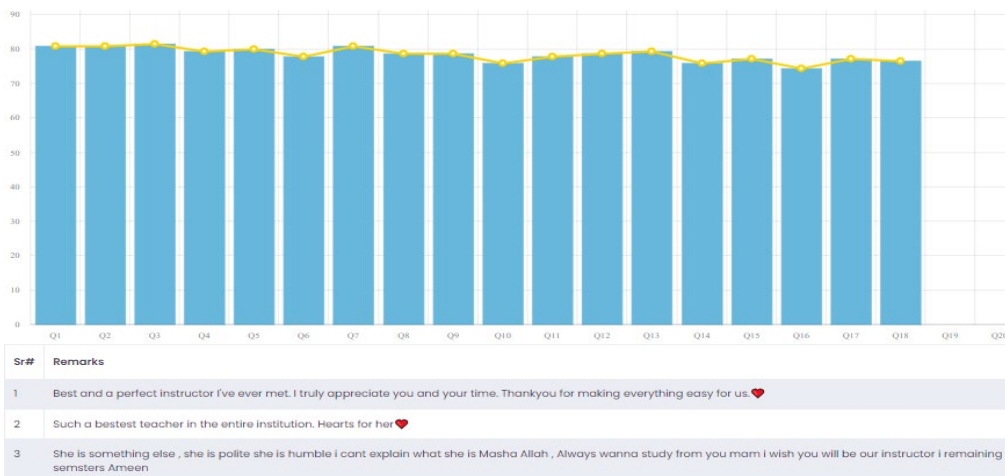 90
80
70
60
50
40
30
20
10
0
Q1 Q2 Q3 Q4 Q5 Q6 Q7 Q8 Q9 Q10 Q11 Q12 Q13 Q14 Q15 Q16 Q17 Q18 Q19 Q20
Sr# Remarks
1 Best and a perfect instructor I've ever met. I truly appreciate you and your time. Thankyou for making everything easy for us.❤
2 Such a bestest teacher in the entire institution. Hearts for her❤
3 She is something else , she is polite she is humble i cant explain what she is Masha Allah , Always wanna study from you mam i wish you will be our instructor i remaining
semsters Ameen